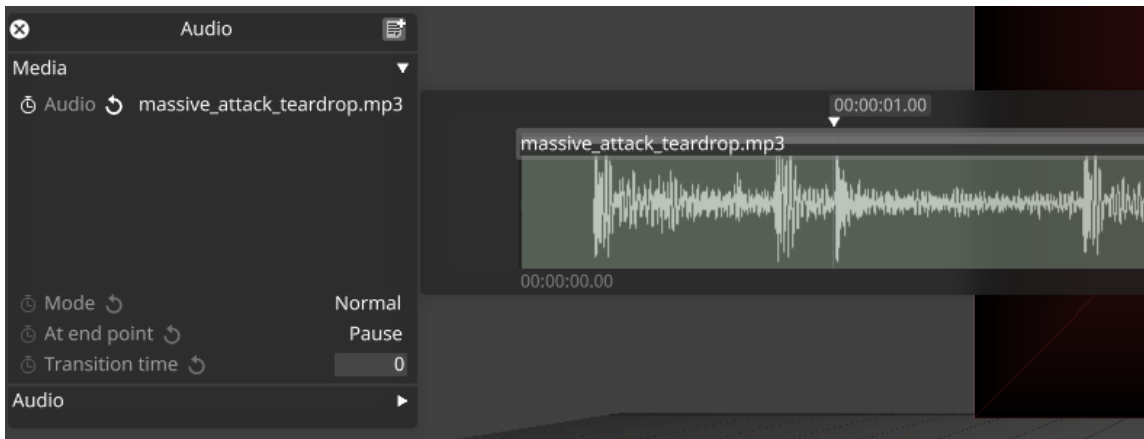 Audio
Media
Audio massive_attack_teardrop.mp3
00:00:01.00
massive_attack_teardrop.mp3
00:00:00.00
Mode Normal
At end point Pause
Transition time 0
Audio